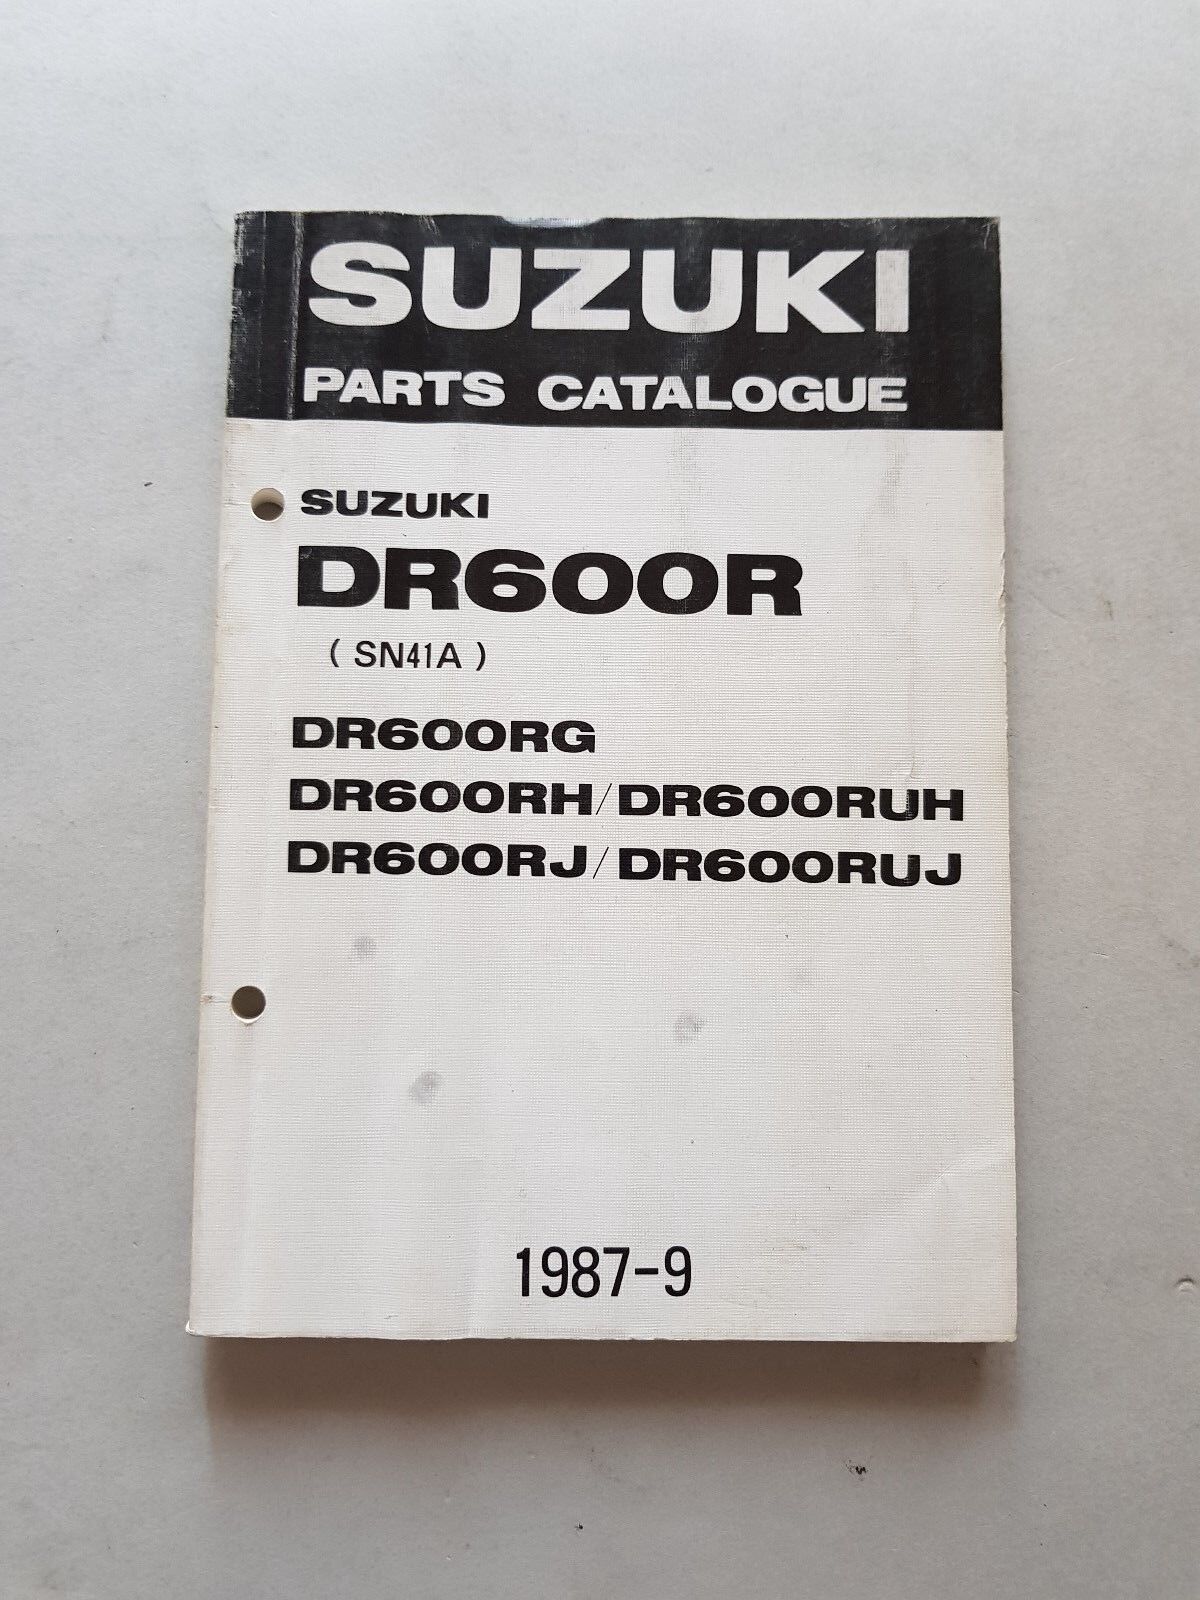 SUZUKI
PARTS CATALOGUE
SUZUKI
DR600R
( SN41A )
DR600RG
DR600RH/DR600RUH
DR600RJ/DR600RUJ
1987-9